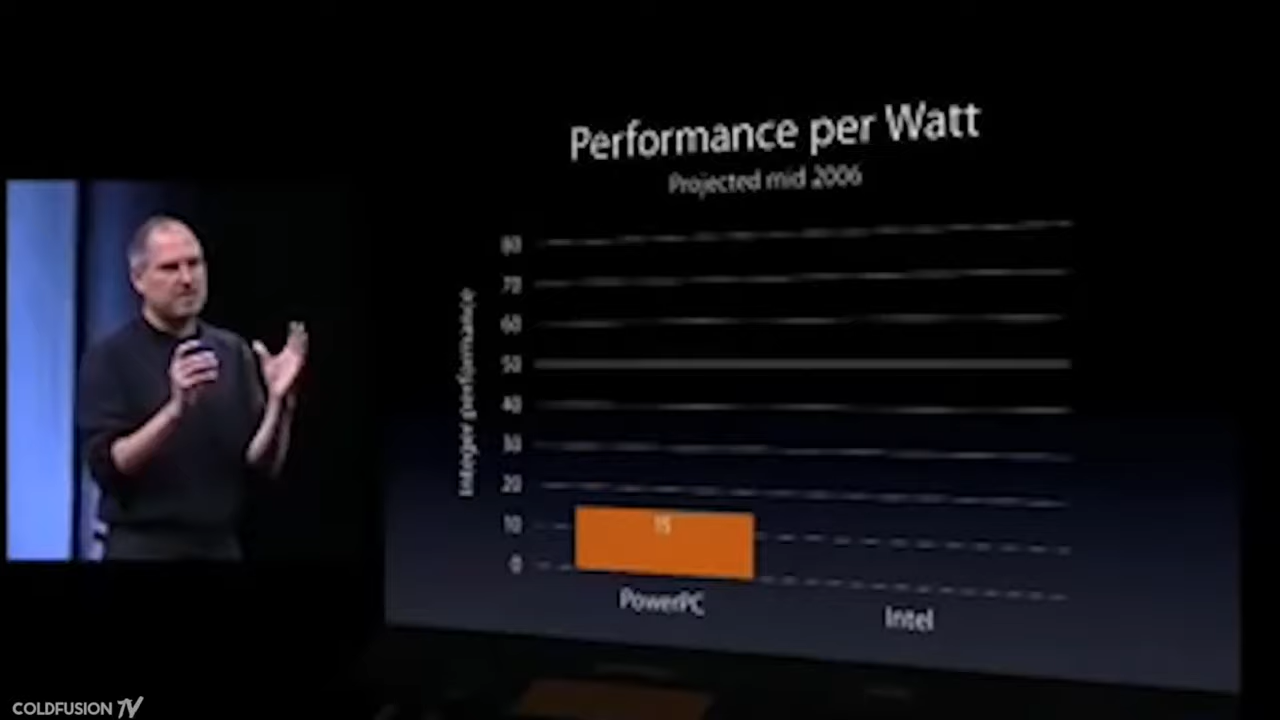 Performance per Watt
Projected mid 2006
Integer performance
80
70
60
50
40
30
20
10
0
15
PowerPC
Intel
COLDFUSION TV